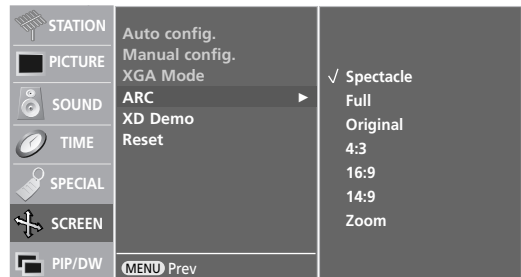 STATION
PICTURE
SOUND
TIME
SPECIAL
SCREEN
PIP/DW
Auto config.
Manual config.
XGA Mode
ARC
XD Demo
Reset
MENU Prev
Spectacle
Full
Original
4:3
16:9
14:9
Zoom